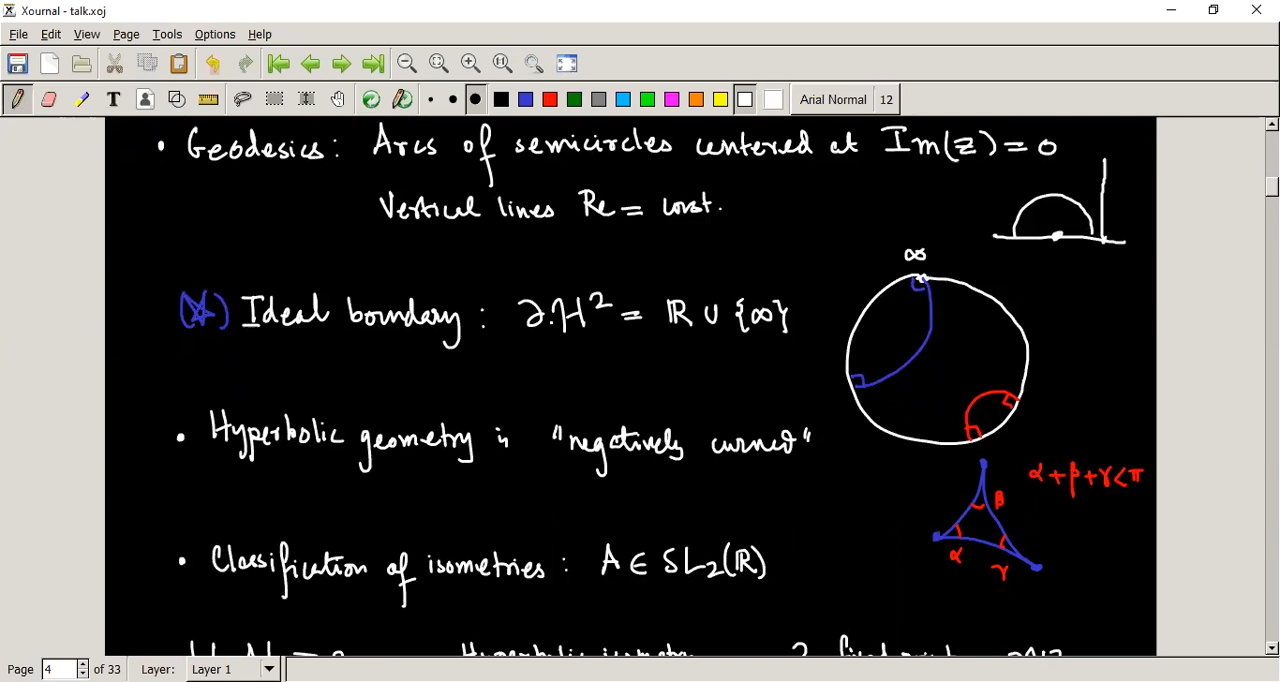 Xournal - talk.xoj
File Edit View Page Tools Options Help
Arial Normal 12
• Geodesics: Arcs of semicircles centered at Im(z) = 0
Vertical lines Re = const.
∞
(☆) Ideal boundary: ∂H² = ℝ ∪ {∞}
• Hyperbolic geometry is "negatively curved"
α + β + γ < π
β
α
γ
• Classification of isometries: A ∈ SL₂(ℝ)
Page 4 of 33 Layer: Layer 1